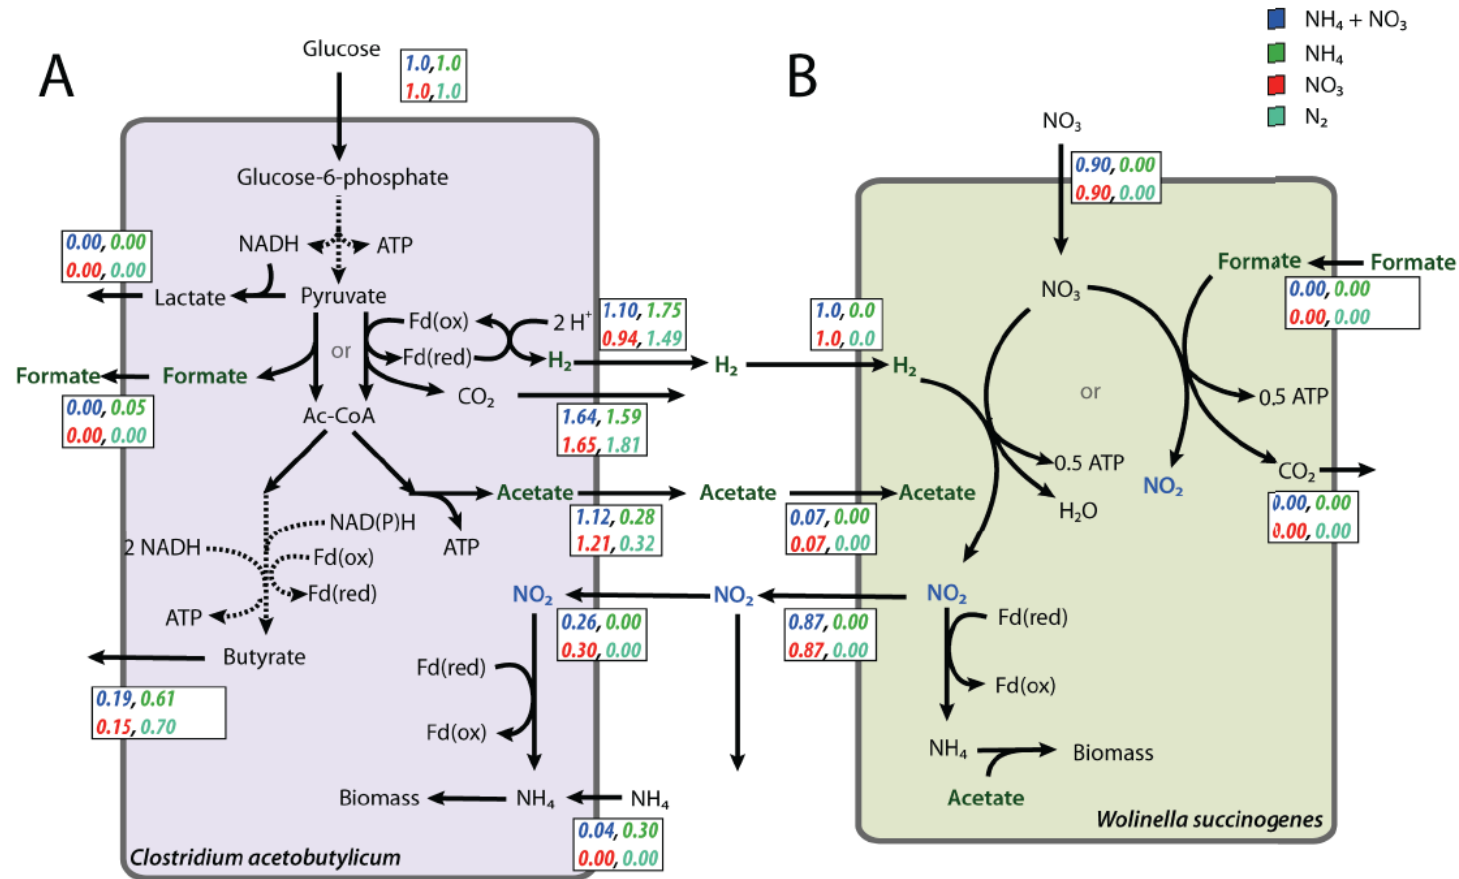 A
Glucose
1.0,1.0
1.0,1.0
Glucose-6-phosphate
NADH
ATP
0.00, 0.00
0.00, 0.00
Lactate
Pyruvate
or
Fd(ox)
Fd(red)
2 H⁺
H₂
CO₂
1.10, 1.75
0.94, 1.49
H₂
Formate
Formate
0.00, 0.05
0.00, 0.00
Ac-CoA
1.64, 1.59
1.65, 1.81
Acetate
Acetate
ATP
1.12, 0.28
1.21, 0.32
NAD(P)H
2 NADH
Fd(ox)
Fd(red)
ATP
Butyrate
0.19, 0.61
0.15, 0.70
NO₂
NO₂
0.26, 0.00
0.30, 0.00
Fd(red)
Fd(ox)
Biomass
NH₄
NH₄
0.04, 0.30
0.00, 0.00
Clostridium acetobutylicum
B
NH₄ + NO₃
NH₄
NO₃
N₂
NO₃
0.90, 0.00
0.90, 0.00
NO₃
Formate
Formate
0.00, 0.00
0.00, 0.00
1.0, 0.0
1.0, 0.0
H₂
or
0.5 ATP
0.5 ATP
H₂O
NO₂
CO₂
0.00, 0.00
0.00, 0.00
Acetate
0.07, 0.00
0.07, 0.00
NO₂
0.87, 0.00
0.87, 0.00
Fd(red)
Fd(ox)
NH₄
Biomass
Acetate
Wolinella succinogenes